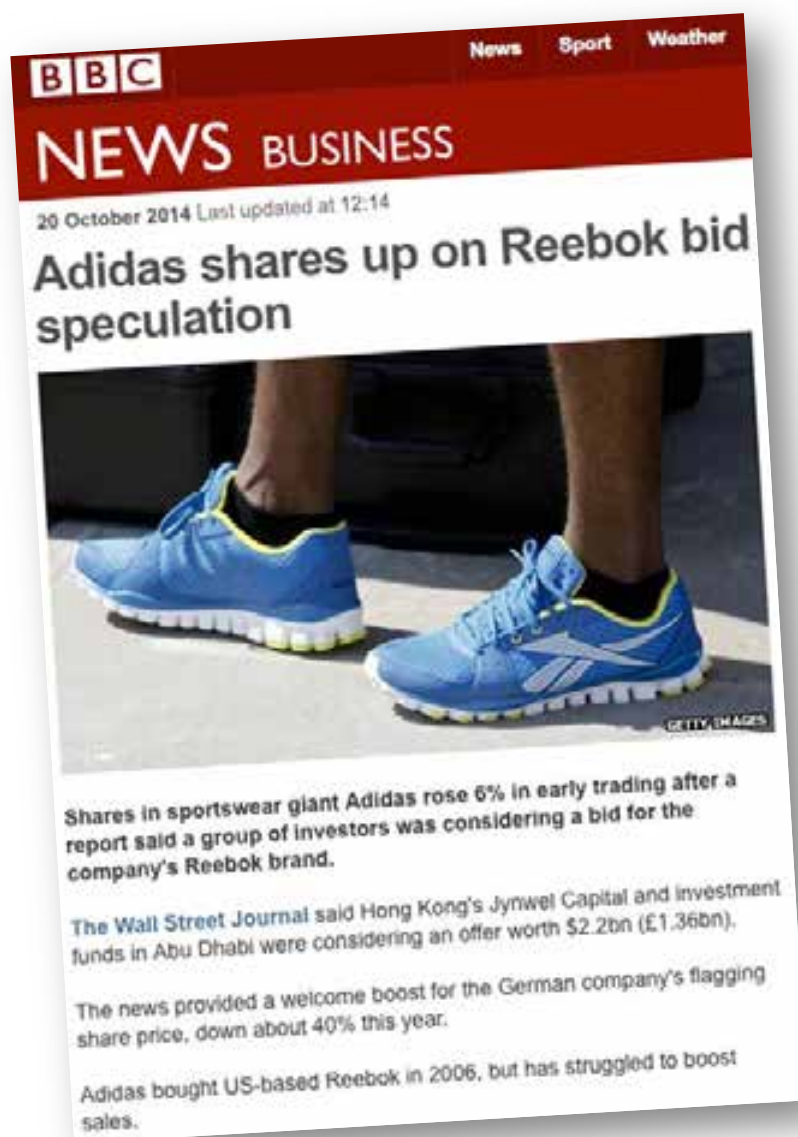 BBC
News Sport Weather
NEWS BUSINESS
20 October 2014 Last updated at 12:14
Adidas shares up on Reebok bid
speculation
GETTY IMAGES
Shares in sportswear giant Adidas rose 6% in early trading after a
report said a group of investors was considering a bid for the
company's Reebok brand.
The Wall Street Journal said Hong Kong's Jynwel Capital and investment
funds in Abu Dhabi were considering an offer worth $2.2bn (£1.36bn).
The news provided a welcome boost for the German company's flagging
share price, down about 40% this year.
Adidas bought US-based Reebok in 2006, but has struggled to boost
sales.